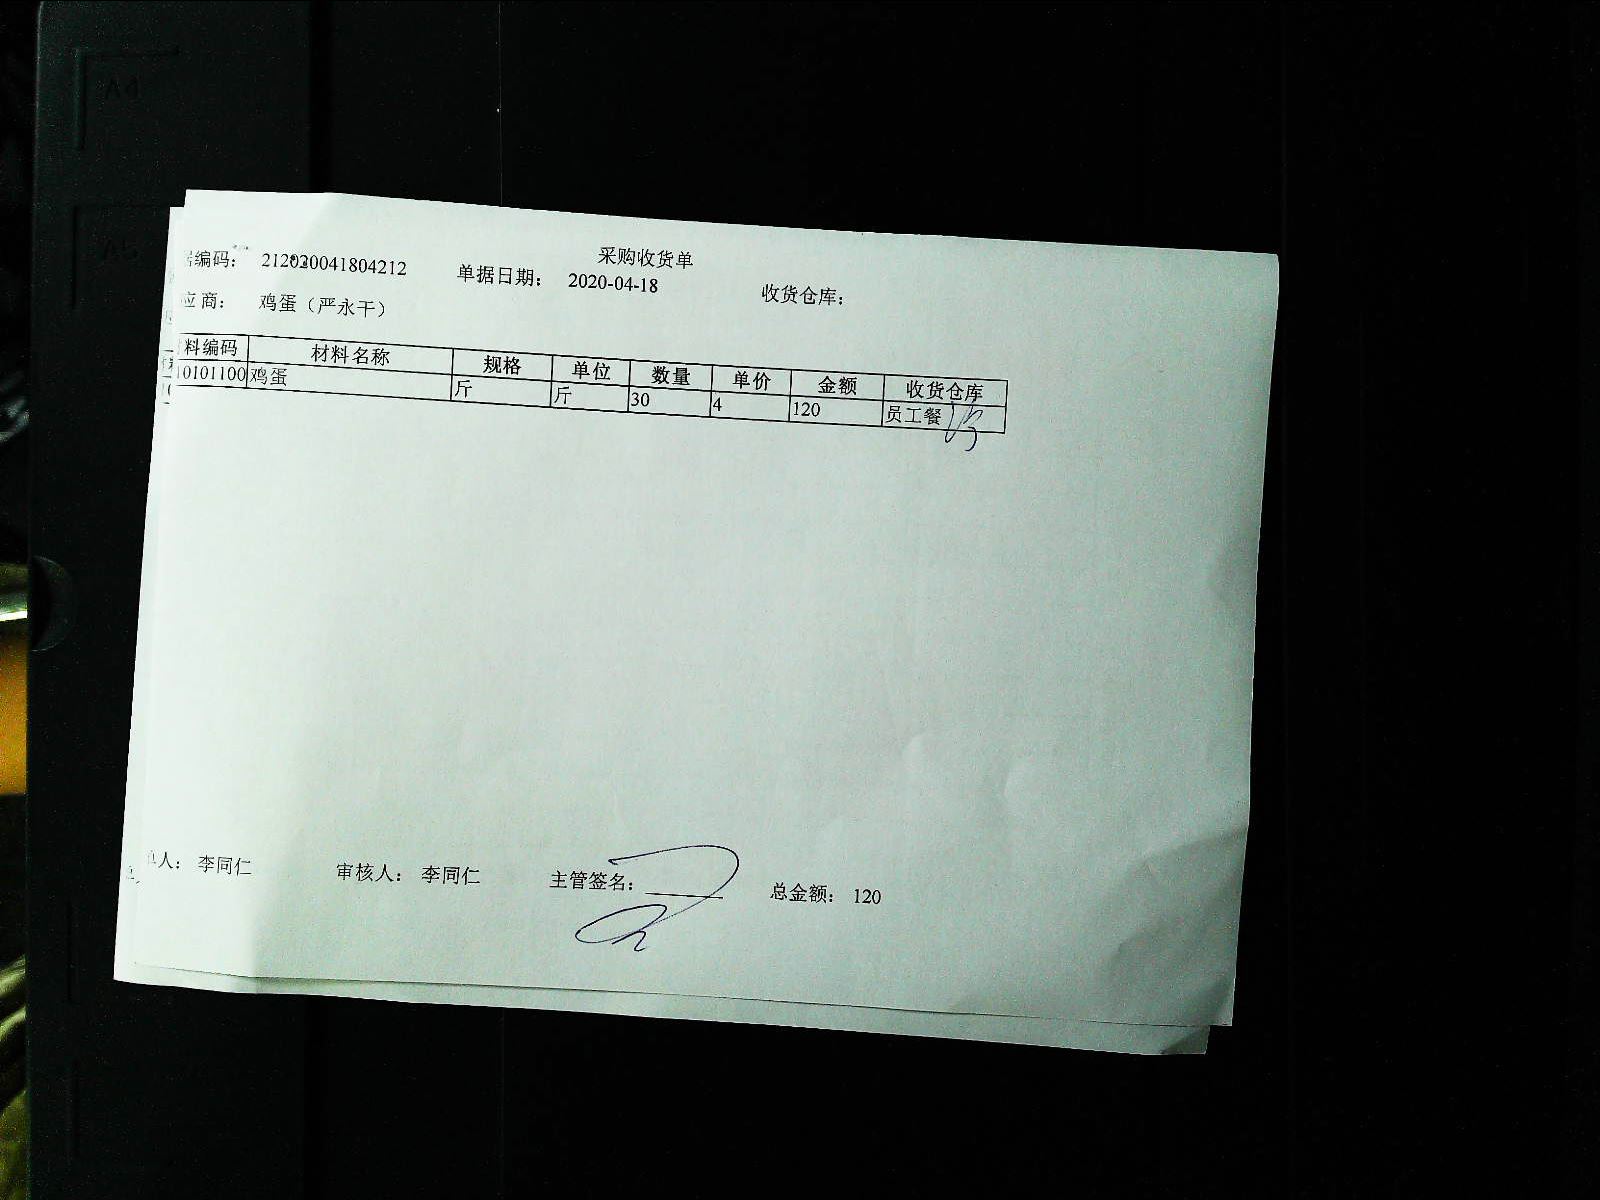 采购收货单
编码： 212020041804212 单据日期： 2020-04-18 收货仓库：
应商： 鸡蛋（严永干）
料编码 材料名称 规格 单位 数量 单价 金额 收货仓库
10101100 鸡蛋 斤 斤 30 4 120 员工餐
人： 李同仁 审核人： 李同仁 主管签名： 总金额： 120
A4
A5